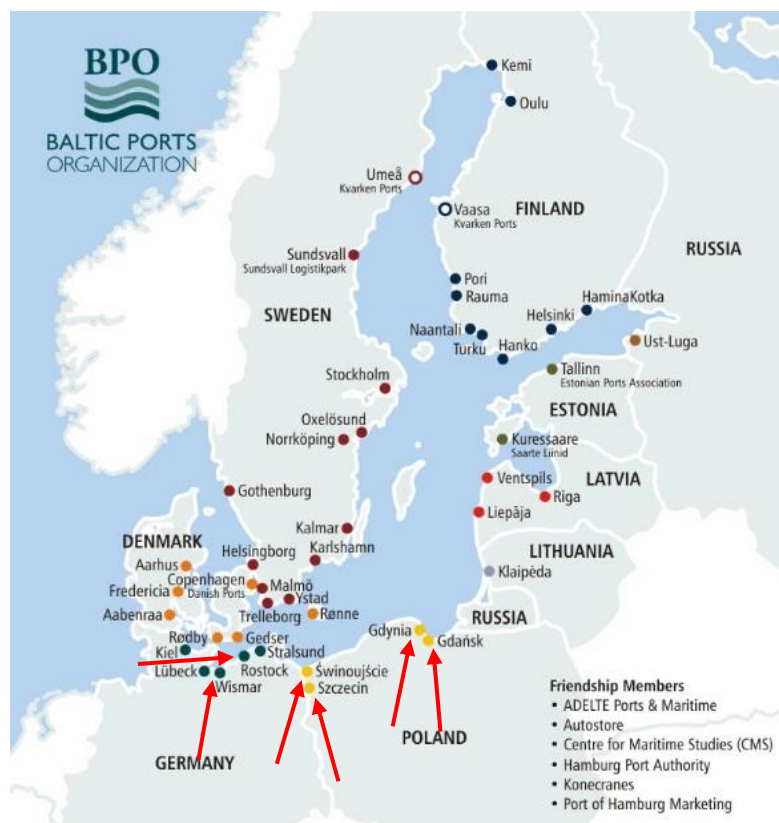 BPO
BALTIC PORTS
ORGANIZATION
Kemi
Oulu
Umeå
Kvarken Ports
Vaasa
Kvarken Ports
FINLAND
RUSSIA
Sundsvall
Sundsvall Logistikpark
SWEDEN
Pori
Rauma
Naantali
Turku
Hanko
Helsinki
HaminaKotka
Ust-Luga
Tallinn
Estonian Ports Association
Stockholm
ESTONIA
Oxelösund
Norrköping
Kuressaare
Saarte Liinid
Gothenburg
Ventspils
LATVIA
Riga
Liepāja
Kalmar
DENMARK
Helsingborg
Karlshamn
LITHUANIA
Aarhus
Copenhagen
Danish Ports
Malmö
Klaipėda
Fredericia
Ystad
Aabenraa
Trelleborg
Rønne
RUSSIA
Rødby
Gedser
Gdynia
Gdańsk
Kiel
Stralsund
Lübeck
Rostock
Świnoujście
Wismar
Szczecin
POLAND
GERMANY
Friendship Members
• ADELTE Ports & Maritime
• Autostore
• Centre for Maritime Studies (CMS)
• Hamburg Port Authority
• Konecranes
• Port of Hamburg Marketing